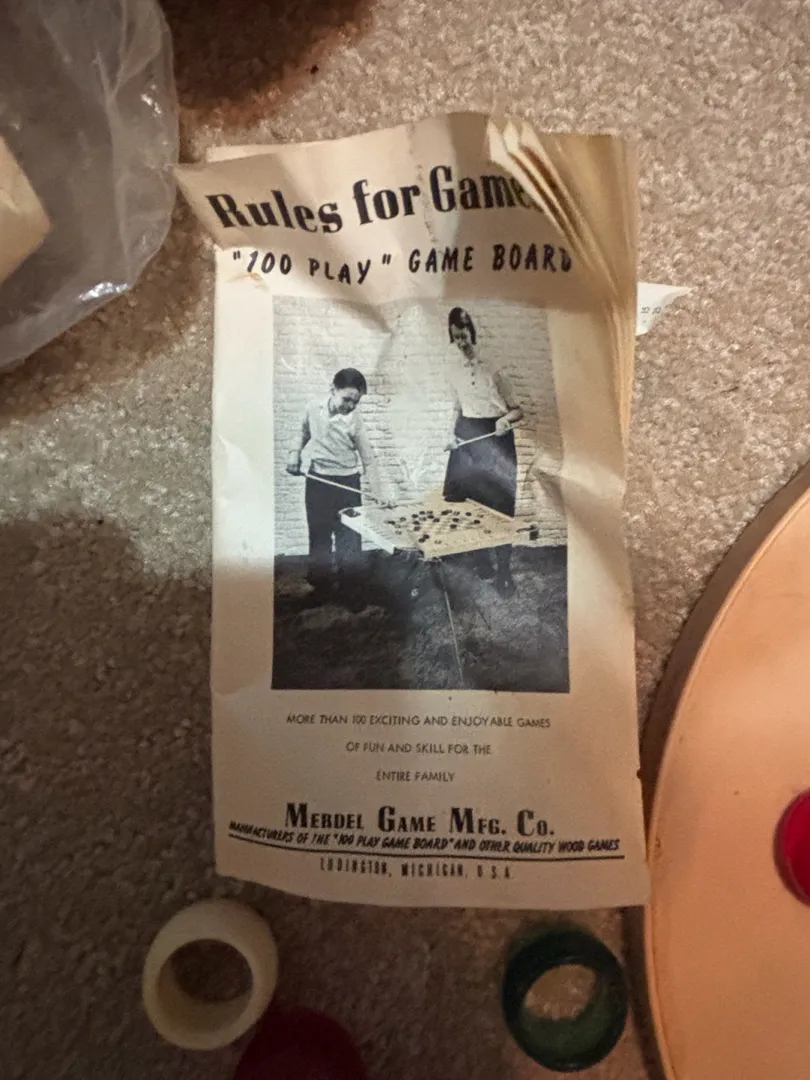 Rules for Game
"100 PLAY" GAME BOARD
MORE THAN 100 EXCITING AND ENJOYABLE GAMES
OF FUN AND SKILL FOR THE
ENTIRE FAMILY
MERDEL GAME MFG. CO.
MANUFACTURERS OF THE "100 PLAY GAME BOARD" AND OTHER QUALITY WOOD GAMES
LUDINGTON, MICHIGAN, U.S.A.